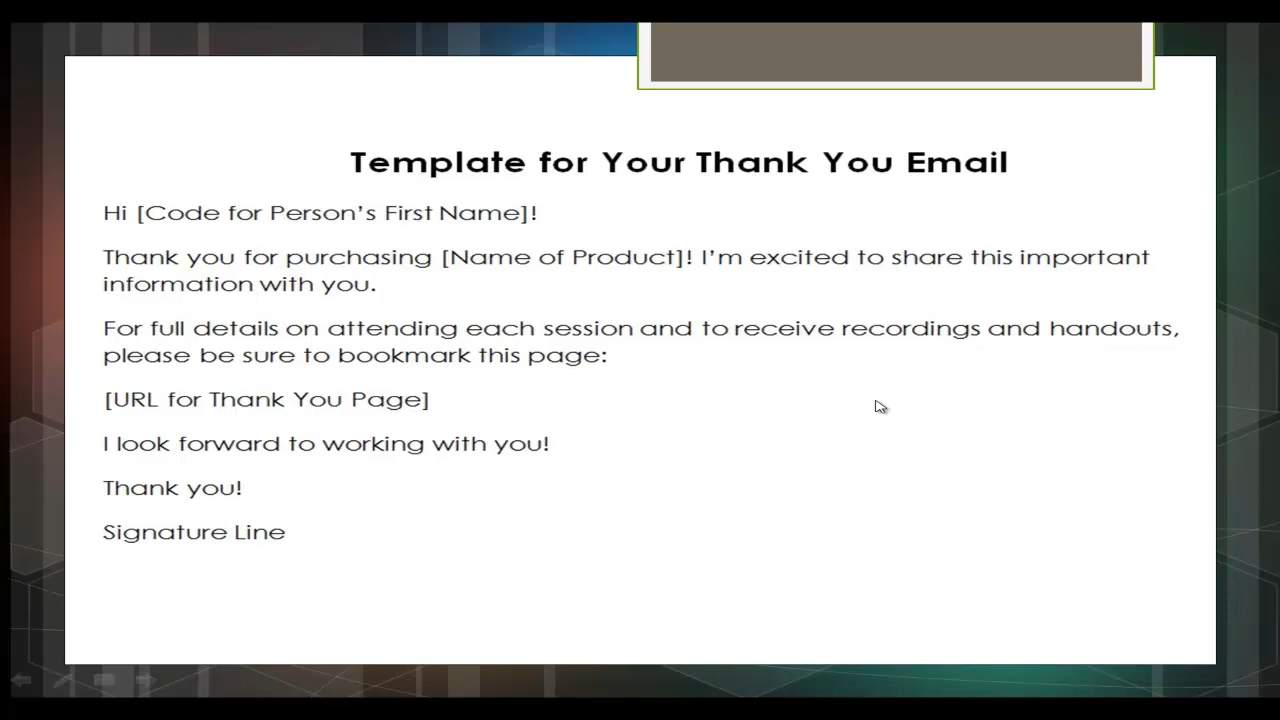 Template for Your Thank You Email
Hi [Code for Person’s First Name]!
Thank you for purchasing [Name of Product]! I’m excited to share this important
information with you.
For full details on attending each session and to receive recordings and handouts,
please be sure to bookmark this page:
[URL for Thank You Page]
I look forward to working with you!
Thank you!
Signature Line